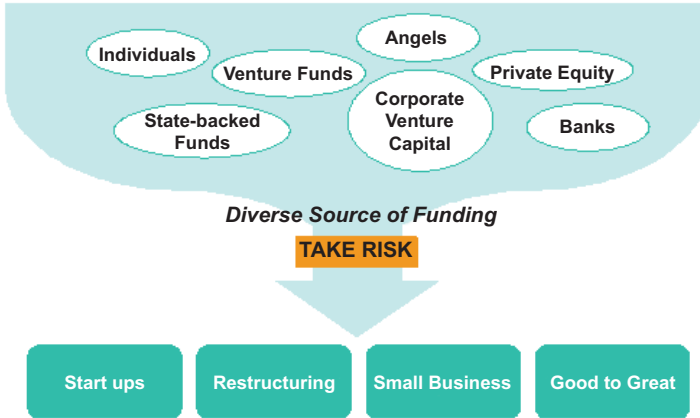 Angels
Individuals
Venture Funds
Private Equity
Corporate
Venture
Capital
State-backed
Funds
Banks
Diverse Source of Funding
TAKE RISK
Start ups
Restructuring
Small Business
Good to Great